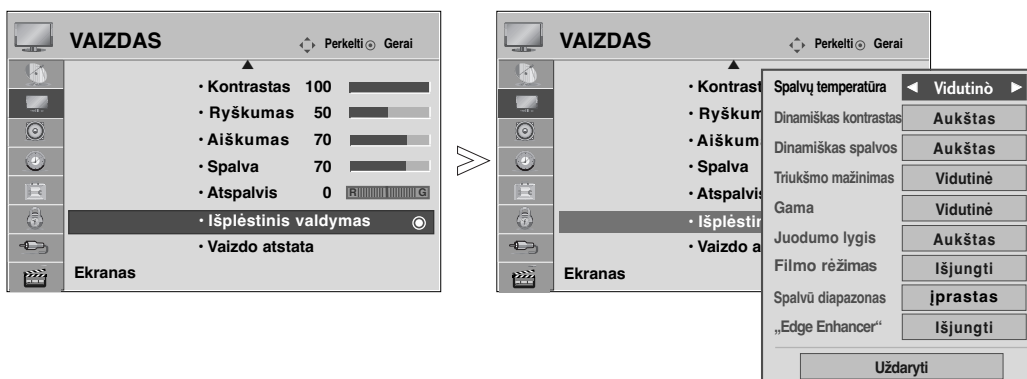 VAIZDAS
Perkelti Gerai
• Kontrastas 100
• Ryškumas 50
• Aiškumas 70
• Spalva 70
• Atspalvis 0 R G
• Išplėstinis valdymas
• Vaizdo atstata
Ekranas
VAIZDAS
Perkelti Gerai
• Kontrast
• Ryškum
• Aiškum
• Spalva
• Atspalvis
• Išplėstin
• Vaizdo a
Ekranas
Spalvų temperatūra ◄ Vidutinò ►
Dinamiškas kontrastas Aukštas
Dinamiškas spalvos Aukštas
Triukšmo mažinimas Vidutinė
Gama Vidutinė
Juodumo lygis Aukštas
Filmo rėžimas Išjungti
Spalvū diapazonas įprastas
„Edge Enhancer“ Išjungti
Uždaryti